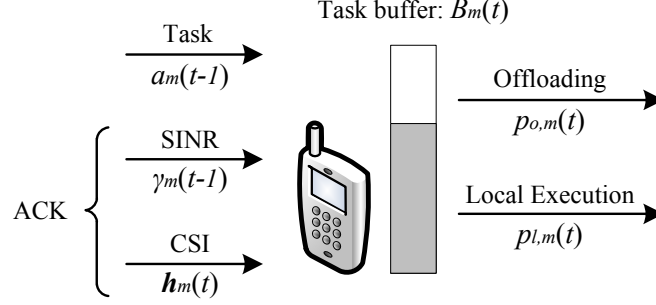 Task buffer: Bm(t)
Task
am(t-1)
Offloading
po,m(t)
SINR
γm(t-1)
ACK
Local Execution
pl,m(t)
CSI
hm(t)